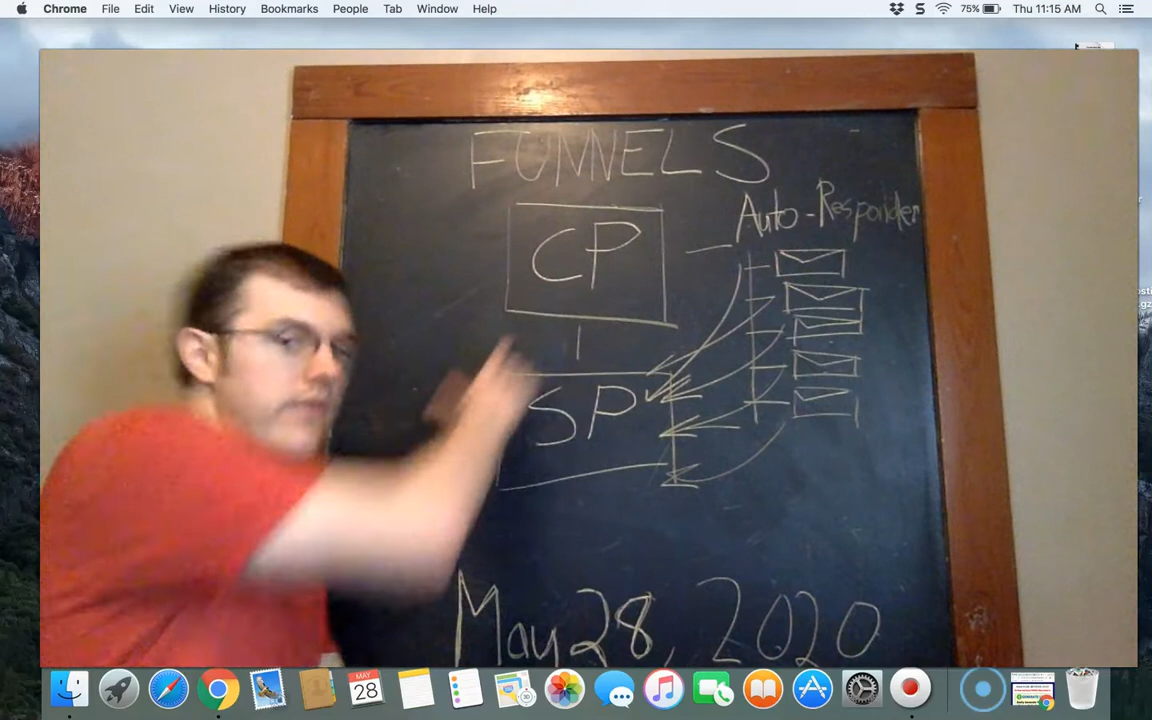 Chrome File Edit View History Bookmarks People Tab Window Help 75% Thu 11:15 AM
FUNNELS
Auto-Responder
CP
SP
May 28, 2020
MAY
28